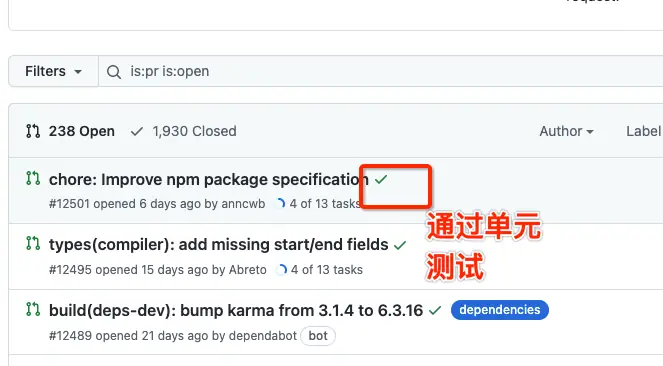 Filters
is:pr is:open
238 Open 1,930 Closed Author Label
chore: Improve npm package specification
#12501 opened 6 days ago by anncwb 4 of 13 tasks
通过单元
测试
types(compiler): add missing start/end fields
#12495 opened 15 days ago by Abreto 4 of 13 tasks
build(deps-dev): bump karma from 3.1.4 to 6.3.16 dependencies
#12489 opened 21 days ago by dependabot bot